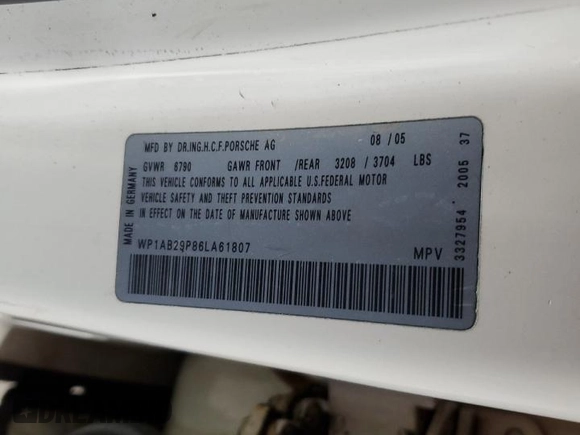 MFD BY DR.ING.H.C.F.PORSCHE AG 08 / 05
GVWR 6790 GAWR FRONT /REAR 3208 / 3704 LBS
THIS VEHICLE CONFORMS TO ALL APPLICABLE U.S.FEDERAL MOTOR
VEHICLE SAFETY AND THEFT PREVENTION STANDARDS
IN EFFECT ON THE DATE OF MANUFACTURE SHOWN ABOVE
WP1AB29P86LA61807 MPV
MADE IN GERMANY
3327954 2005 37